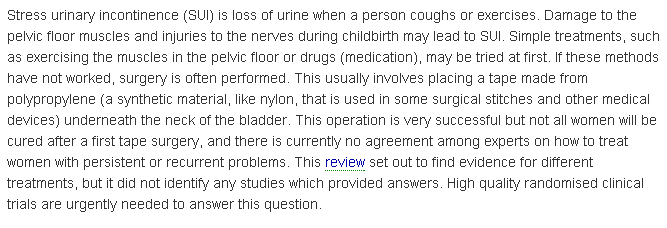 Stress urinary incontinence (SUI) is loss of urine when a person coughs or exercises. Damage to the
pelvic floor muscles and injuries to the nerves during childbirth may lead to SUI. Simple treatments, such
as exercising the muscles in the pelvic floor or drugs (medication), may be tried at first. If these methods
have not worked, surgery is often performed. This usually involves placing a tape made from
polypropylene (a synthetic material, like nylon, that is used in some surgical stitches and other medical
devices) underneath the neck of the bladder. This operation is very successful but not all women will be
cured after a first tape surgery, and there is currently no agreement among experts on how to treat
women with persistent or recurrent problems. This review set out to find evidence for different
treatments, but it did not identify any studies which provided answers. High quality randomised clinical
trials are urgently needed to answer this question.